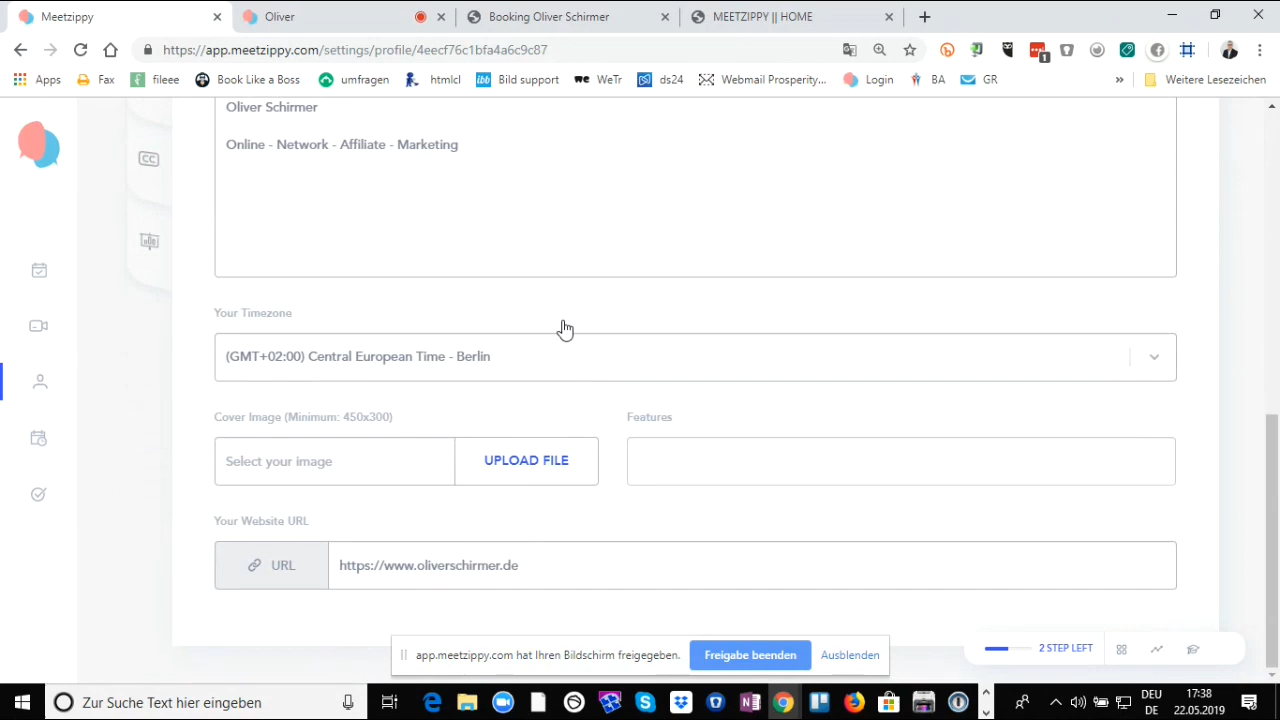 Meetzippy
Oliver
Booking Oliver Schirmer
MEETZIPPY || HOME
https://app.meetzippy.com/settings/profile/4eecf76c1bfa4a6c9c87
1
Apps
Fax
fileee
Book Like a Boss
umfragen
htmlcl
Bild support
WeTr
ds24
Webmail Prosperity...
Login
BA
GR
»
Weitere Lesezeichen
Oliver Schirmer
CC
Online - Network - Affiliate - Marketing
Your Timezone
(GMT+02:00) Central European Time - Berlin
Cover Image (Minimum: 450x300)
Features
Select your image
UPLOAD FILE
Your Website URL
URL
https://www.oliverschirmer.de
app.meetzippy.com hat Ihren Bildschirm freigegeben.
Freigabe beenden
Ausblenden
2 STEP LEFT
Zur Suche Text hier eingeben
DEU
DE
17:38
22.05.2019